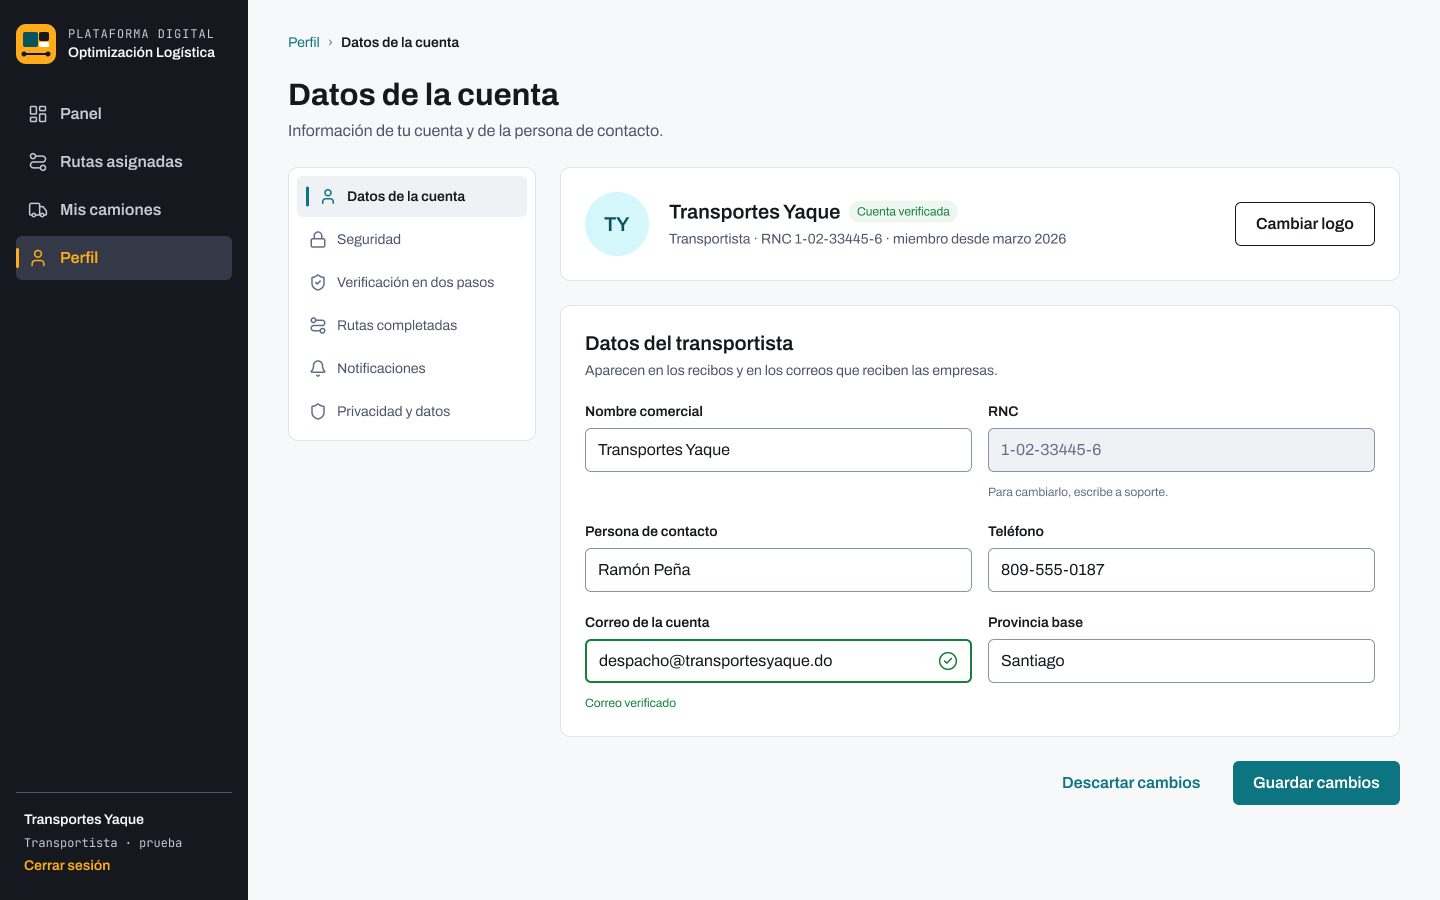 PLATAFORMA DIGITAL
Optimización Logística
Panel
Rutas asignadas
Mis camiones
Perfil
Transportes Yaque
Transportista · prueba
Cerrar sesión
Perfil › Datos de la cuenta
Datos de la cuenta
Información de tu cuenta y de la persona de contacto.
Datos de la cuenta
Seguridad
Verificación en dos pasos
Rutas completadas
Notificaciones
Privacidad y datos
TY
Transportes Yaque Cuenta verificada
Transportista · RNC 1-02-33445-6 · miembro desde marzo 2026
Cambiar logo
Datos del transportista
Aparecen en los recibos y en los correos que reciben las empresas.
Nombre comercial
Transportes Yaque
RNC
1-02-33445-6
Para cambiarlo, escribe a soporte.
Persona de contacto
Ramón Peña
Teléfono
809-555-0187
Correo de la cuenta
despacho@transportesyaque.do
Correo verificado
Provincia base
Santiago
Descartar cambios
Guardar cambios